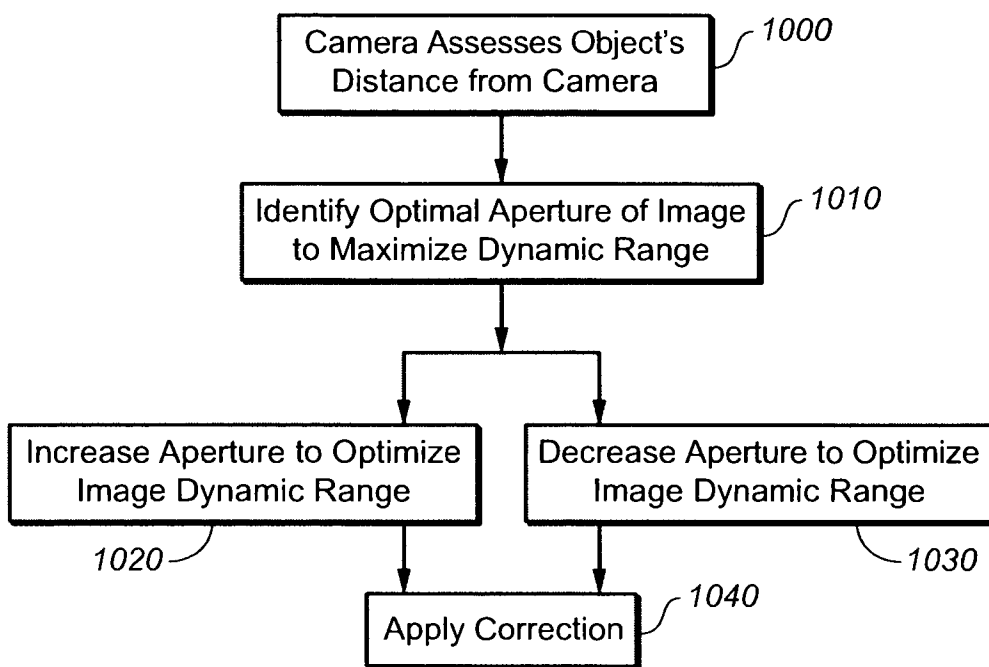 Camera Assesses Object's
Distance from Camera
1000
Identify Optimal Aperture of Image
to Maximize Dynamic Range
1010
Increase Aperture to Optimize
Image Dynamic Range
1020
Decrease Aperture to Optimize
Image Dynamic Range
1030
Apply Correction
1040